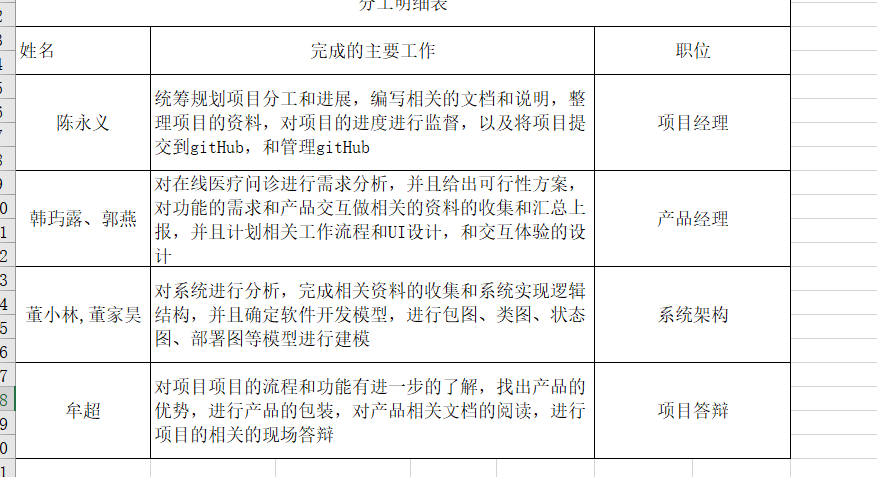 分工明细表
姓名 完成的主要工作 职位
陈永义
统筹规划项目分工和进展，编写相关的文档和说明，整
理项目的资料，对项目的进度进行监督，以及将项目提
交到gitHub，和管理gitHub
项目经理
韩玙露、郭燕
对在线医疗问诊进行需求分析，并且给出可行性方案，
对功能的需求和产品交互做相关的资料的收集和汇总上
报，并且计划相关工作流程和UI设计，和交互体验的设
计
产品经理
董小林,董家昊
对系统进行分析，完成相关资料的收集和系统实现逻辑
结构，并且确定软件开发模型，进行包图、类图、状态
图、部署图等模型进行建模
系统架构
牟超
对项目项目的流程和功能有进一步的了解，找出产品的
优势，进行产品的包装，对产品相关文档的阅读，进行
项目的相关的现场答辩
项目答辩